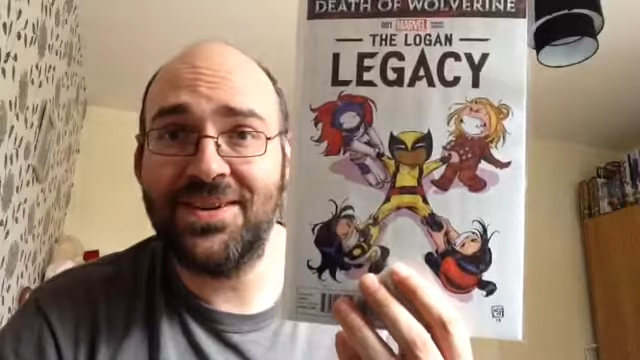 DEATH OF WOLVERINE
001 MARVEL
THE LOGAN
LEGACY